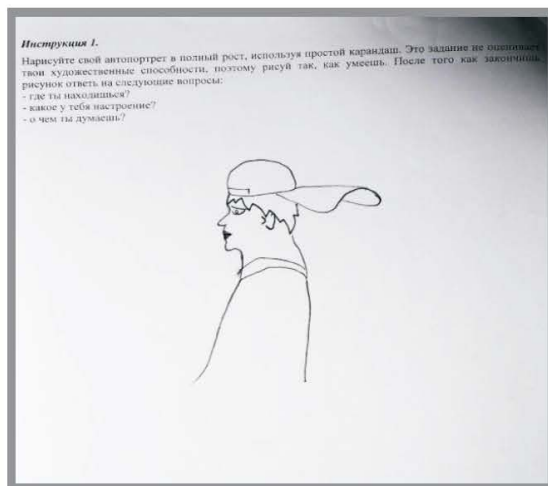 Инструкция 1.
Нарисуйте свой автопортрет в полный рост, используя простой карандаш. Это задание не оценивает
твои художественные способности, поэтому рисуй так, как умеешь. После того как закончишь
рисунок ответь на следующие вопросы:
- где ты находишься?
- какое у тебя настроение?
- о чем ты думаешь?